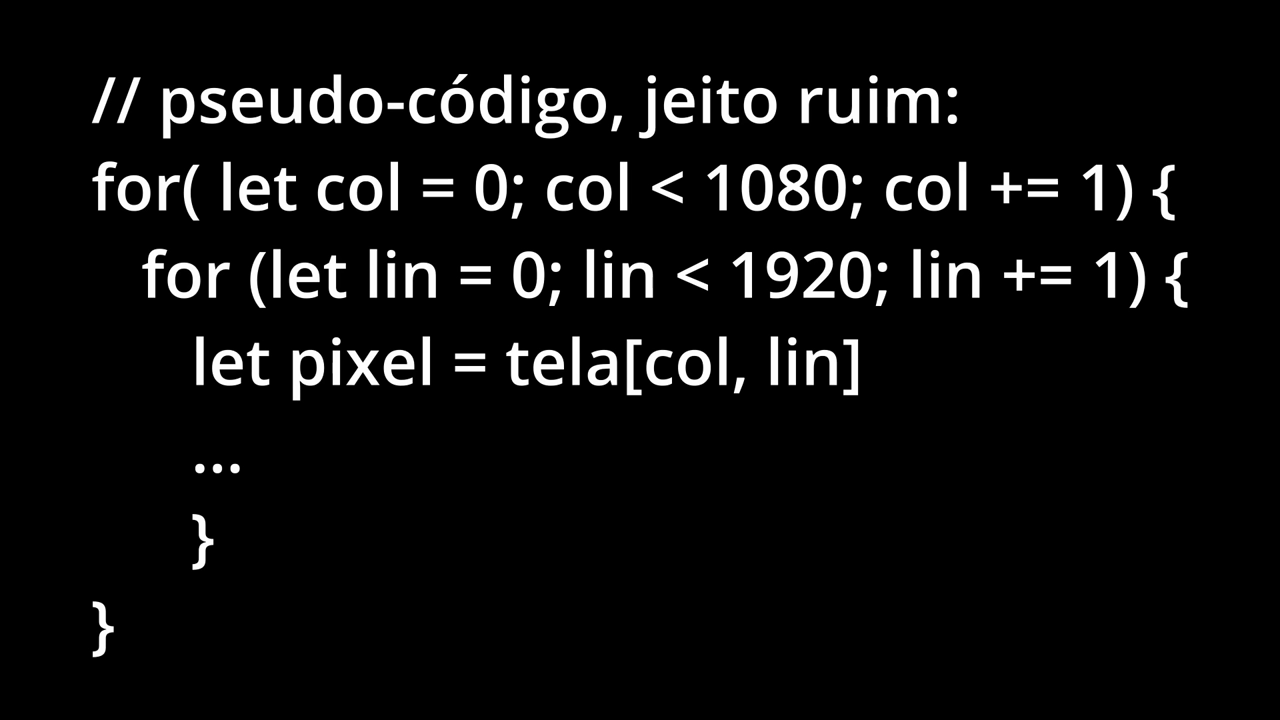 // pseudo-código, jeito ruim:
for( let col = 0; col < 1080; col += 1) {
for (let lin = 0; lin < 1920; lin += 1) {
let pixel = tela[col, lin]
...
}
}